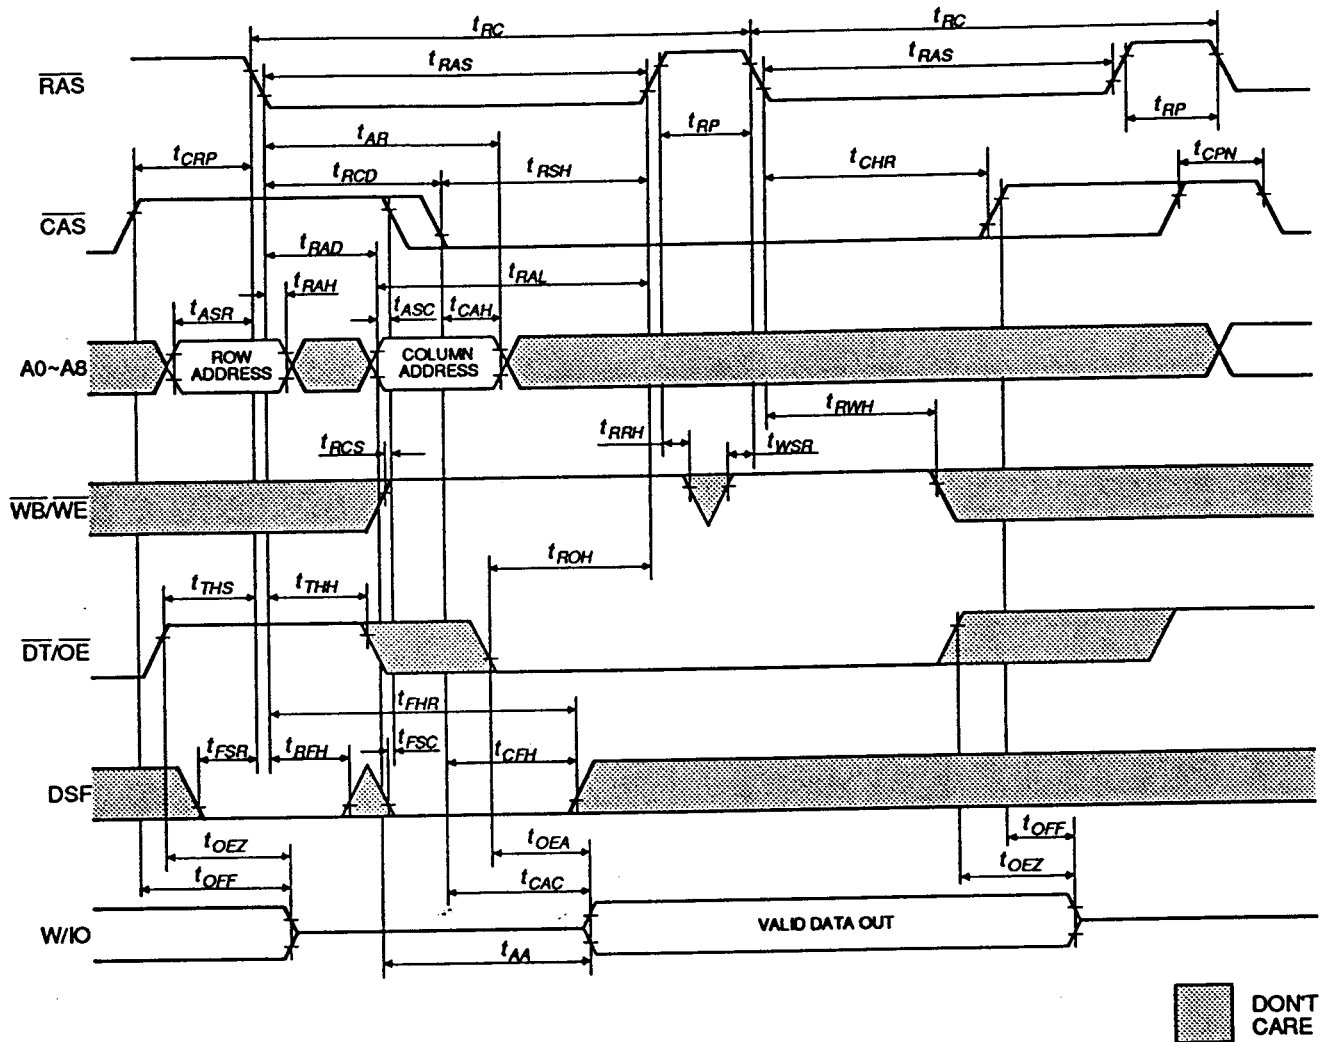 tRC tRC
tRAS tRAS
RAS
tRP tRP
tAR
tCRP tRCD tRSH tCHR tCPN
CAS
tRAD
tRAH tRAL
tASR tASC tCAH
A0~A8 ROW ADDRESS COLUMN ADDRESS
tRWH
tRRH tWSR
tRCS
WB/WE
tROH
tTHS tTHH
DT/OE
tFHR
tFSR tRFH tFSC tCFH
DSF
tOEZ tOEA tOFF
tOFF tCAC tOEZ
W/IO VALID DATA OUT
tAA
DON'T
CARE